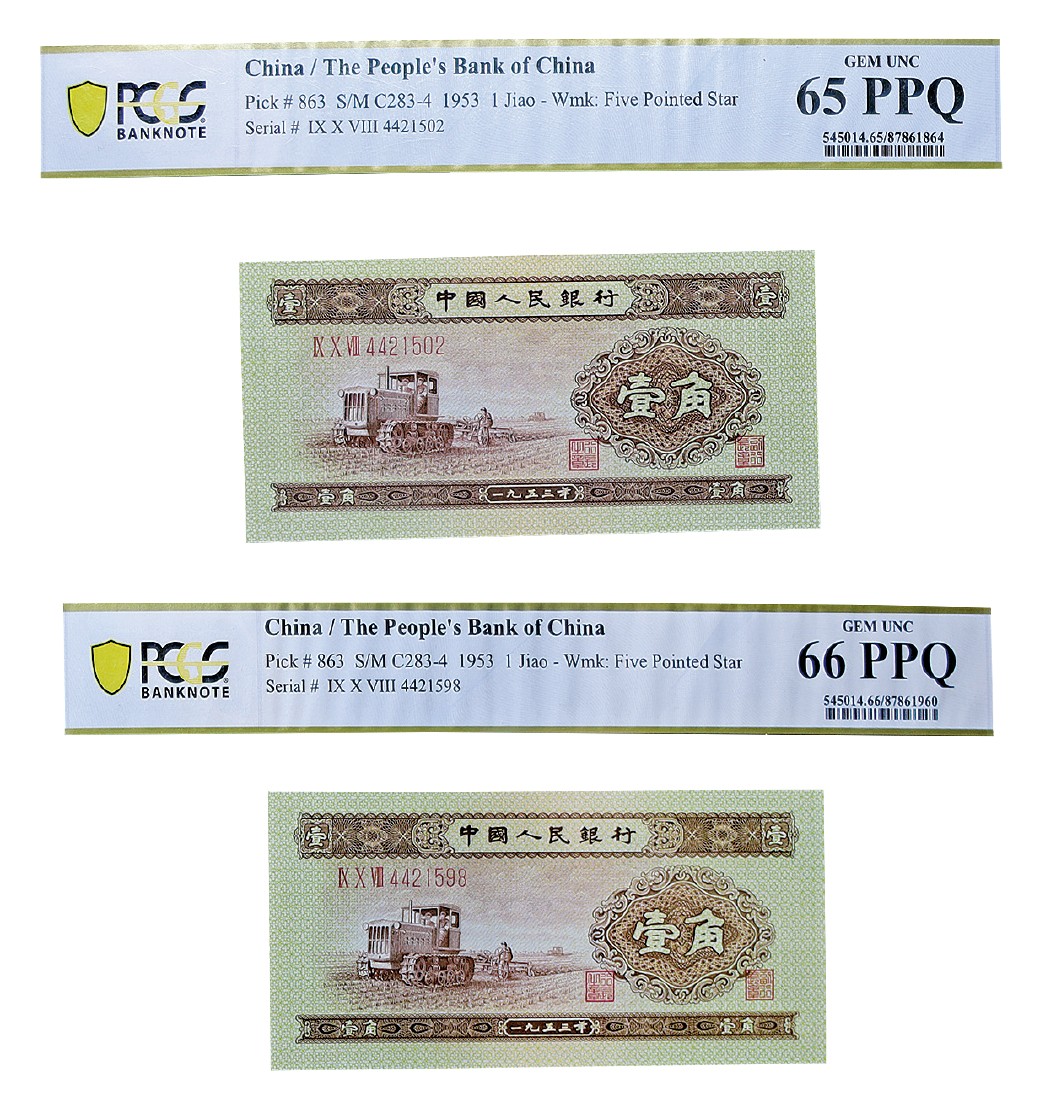 China / The People's Bank of China
Pick # 863 S/M C283-4 1953 1 Jiao - Wmk: Five Pointed Star
Serial # IX X VIII 4421502
PCGS
BANKNOTE
GEM UNC
65 PPQ
545014.65/87861864
壹 中國人民銀行 壹
IX X VIII 4421502
壹角
壹角 一九五三年 壹角
China / The People's Bank of China
Pick # 863 S/M C283-4 1953 1 Jiao - Wmk: Five Pointed Star
Serial # IX X VIII 4421598
PCGS
BANKNOTE
GEM UNC
66 PPQ
545014.66/87861960
壹 中國人民銀行 壹
IX X VIII 4421598
壹角
壹角 一九五三年 壹角